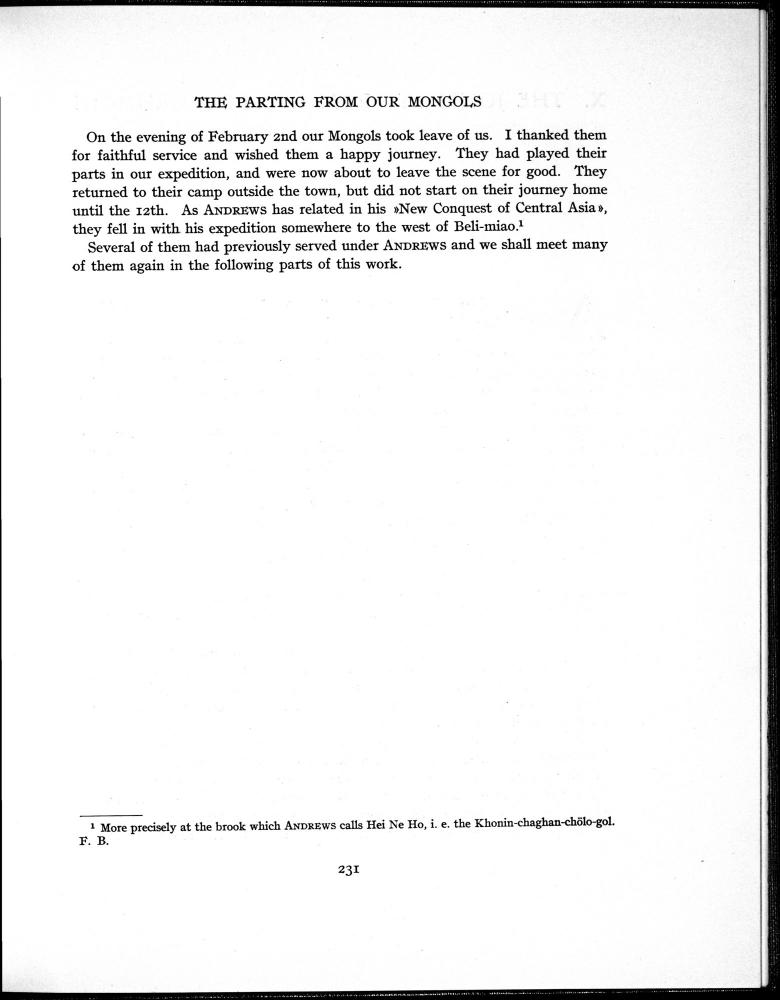 THE PARTING FROM OUR MONGOLS
On the evening of February 2nd our Mongols took leave of us. I thanked them
for faithful service and wished them a happy journey. They had played their
parts in our expedition, and were now about to leave the scene for good. They
returned to their camp outside the town, but did not start on their journey home
until the 12th. As ANDREWS has related in his »New Conquest of Central Asia»,
they fell in with his expedition somewhere to the west of Beli-miao.¹
Several of them had previously served under ANDREWS and we shall meet many
of them again in the following parts of this work.
¹ More precisely at the brook which ANDREWS calls Hei Ne Ho, i. e. the Khonin-chaghan-chölo-gol.
F. B.
231